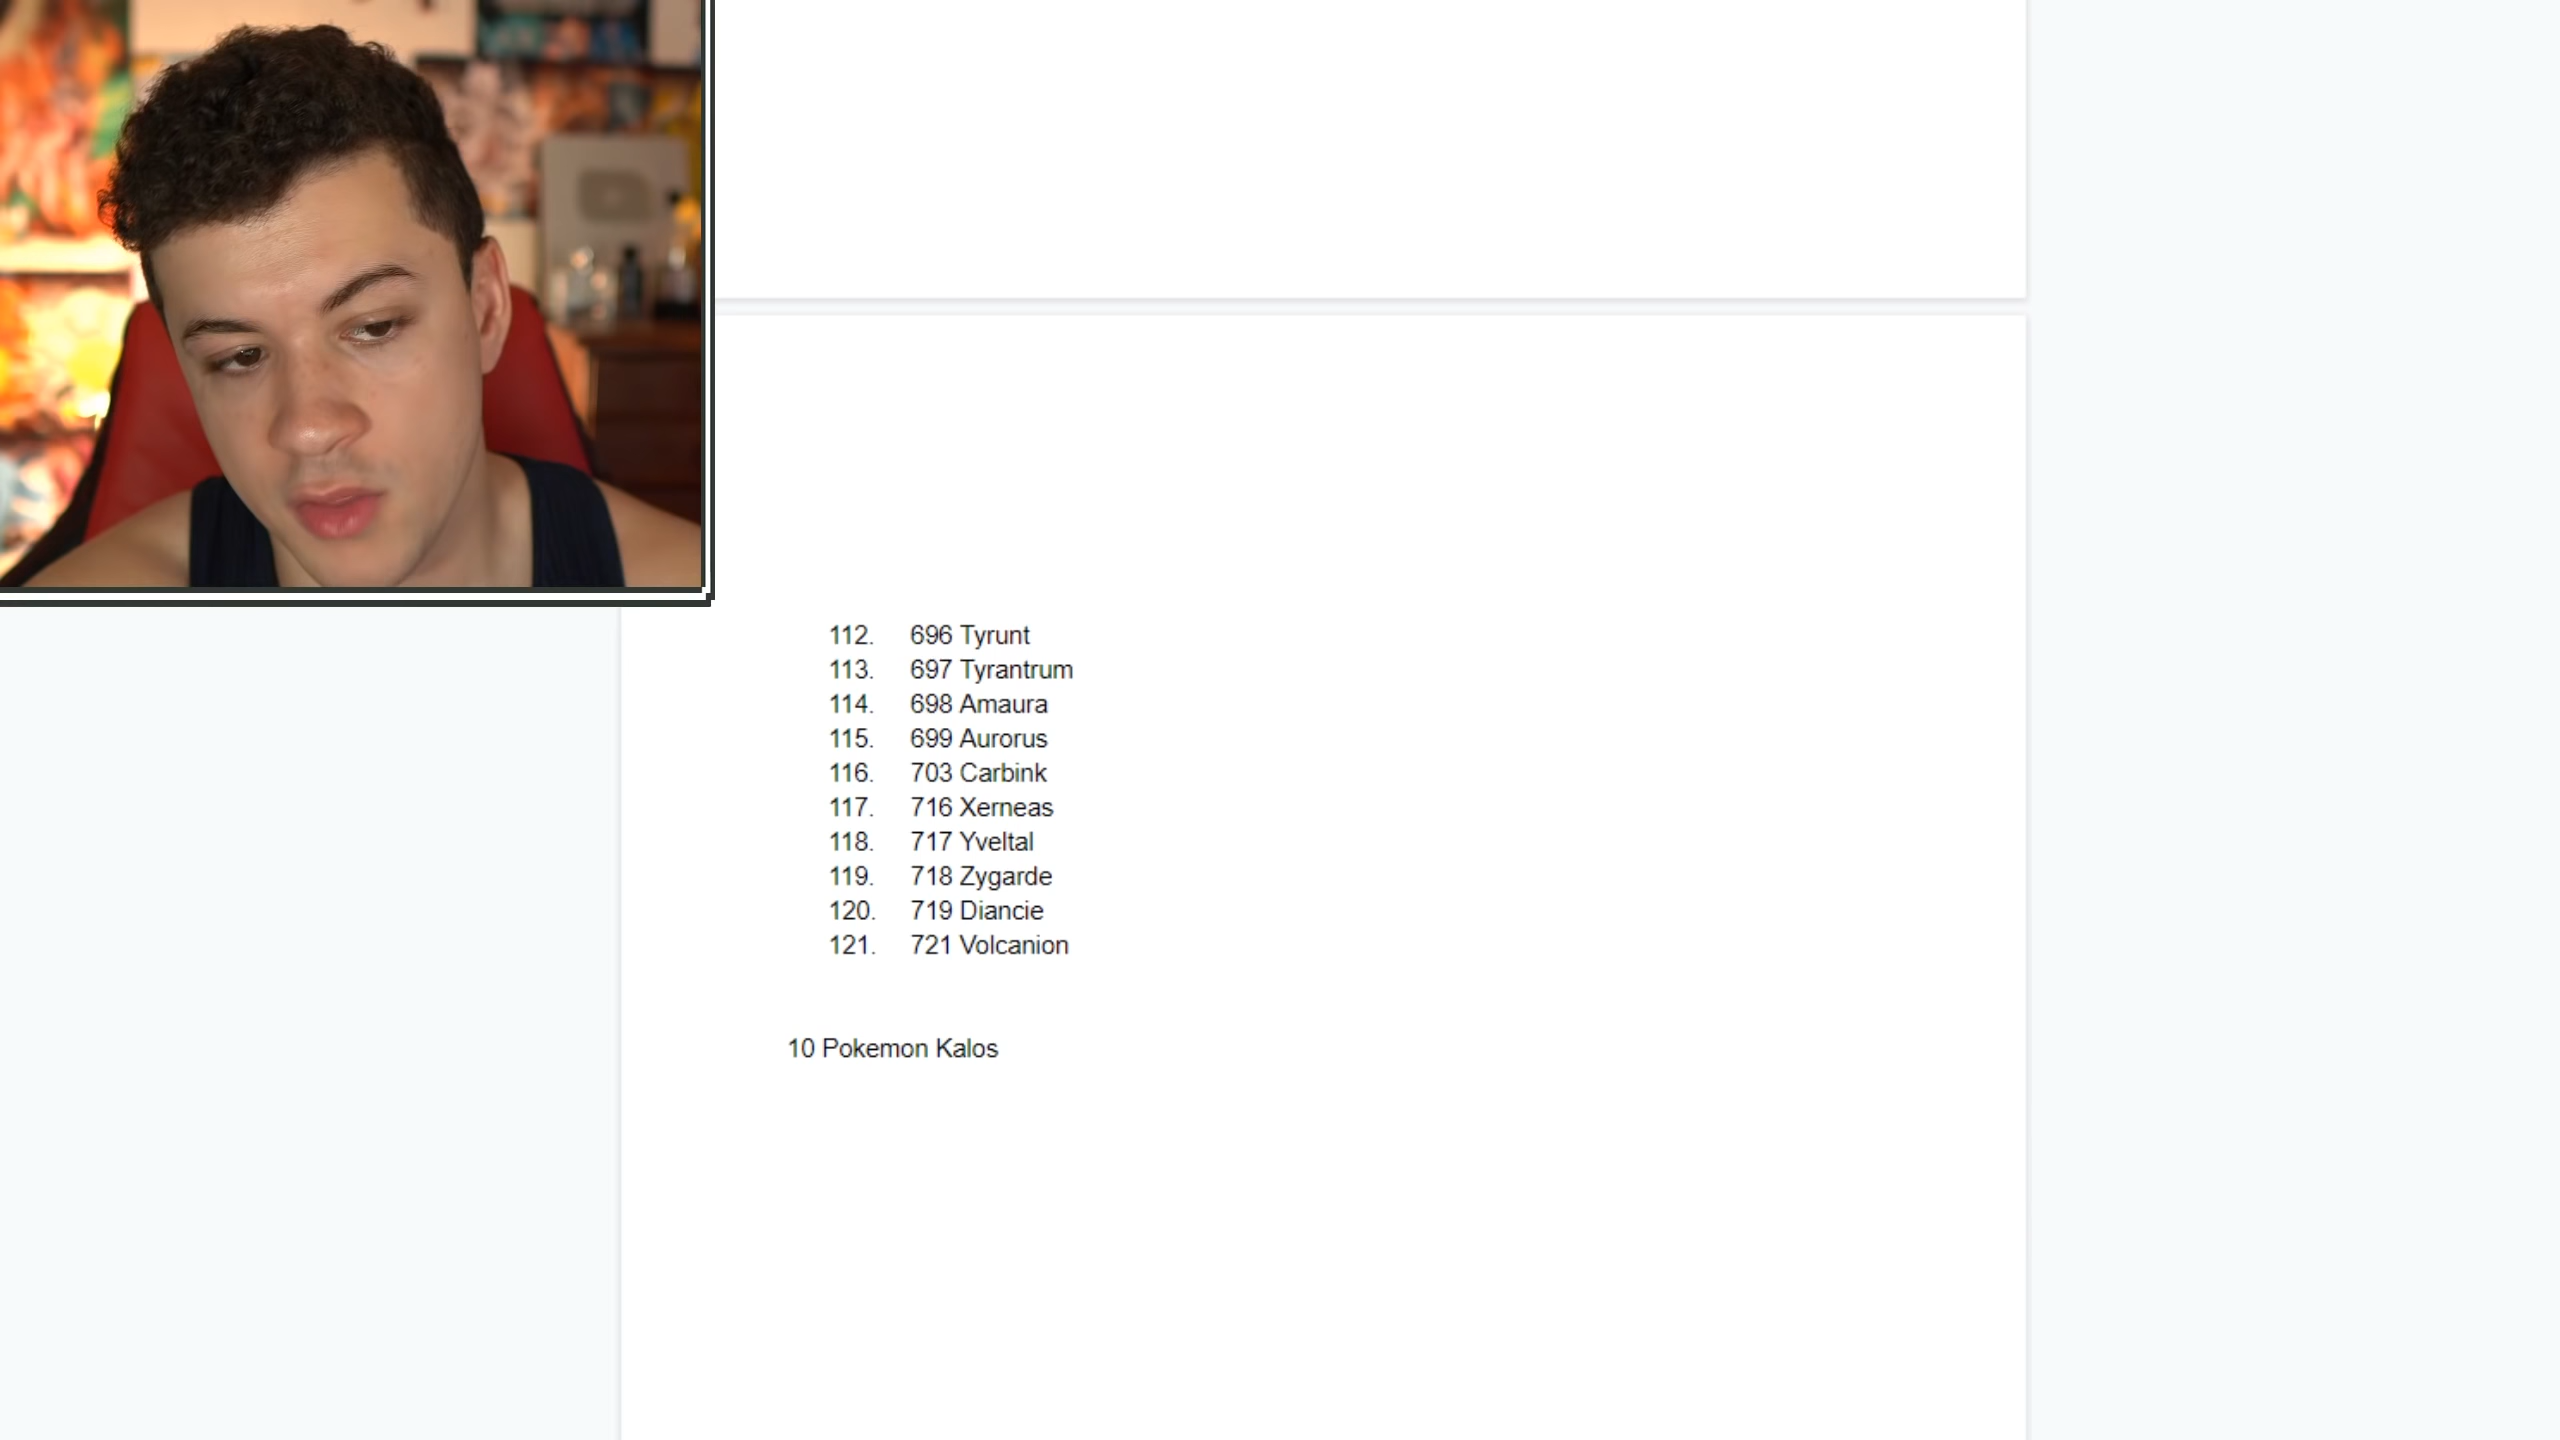 112. 696 Tyrunt
113. 697 Tyrantrum
114. 698 Amaura
115. 699 Aurorus
116. 703 Carbink
117. 716 Xerneas
118. 717 Yveltal
119. 718 Zygarde
120. 719 Diancie
121. 721 Volcanion
10 Pokemon Kalos